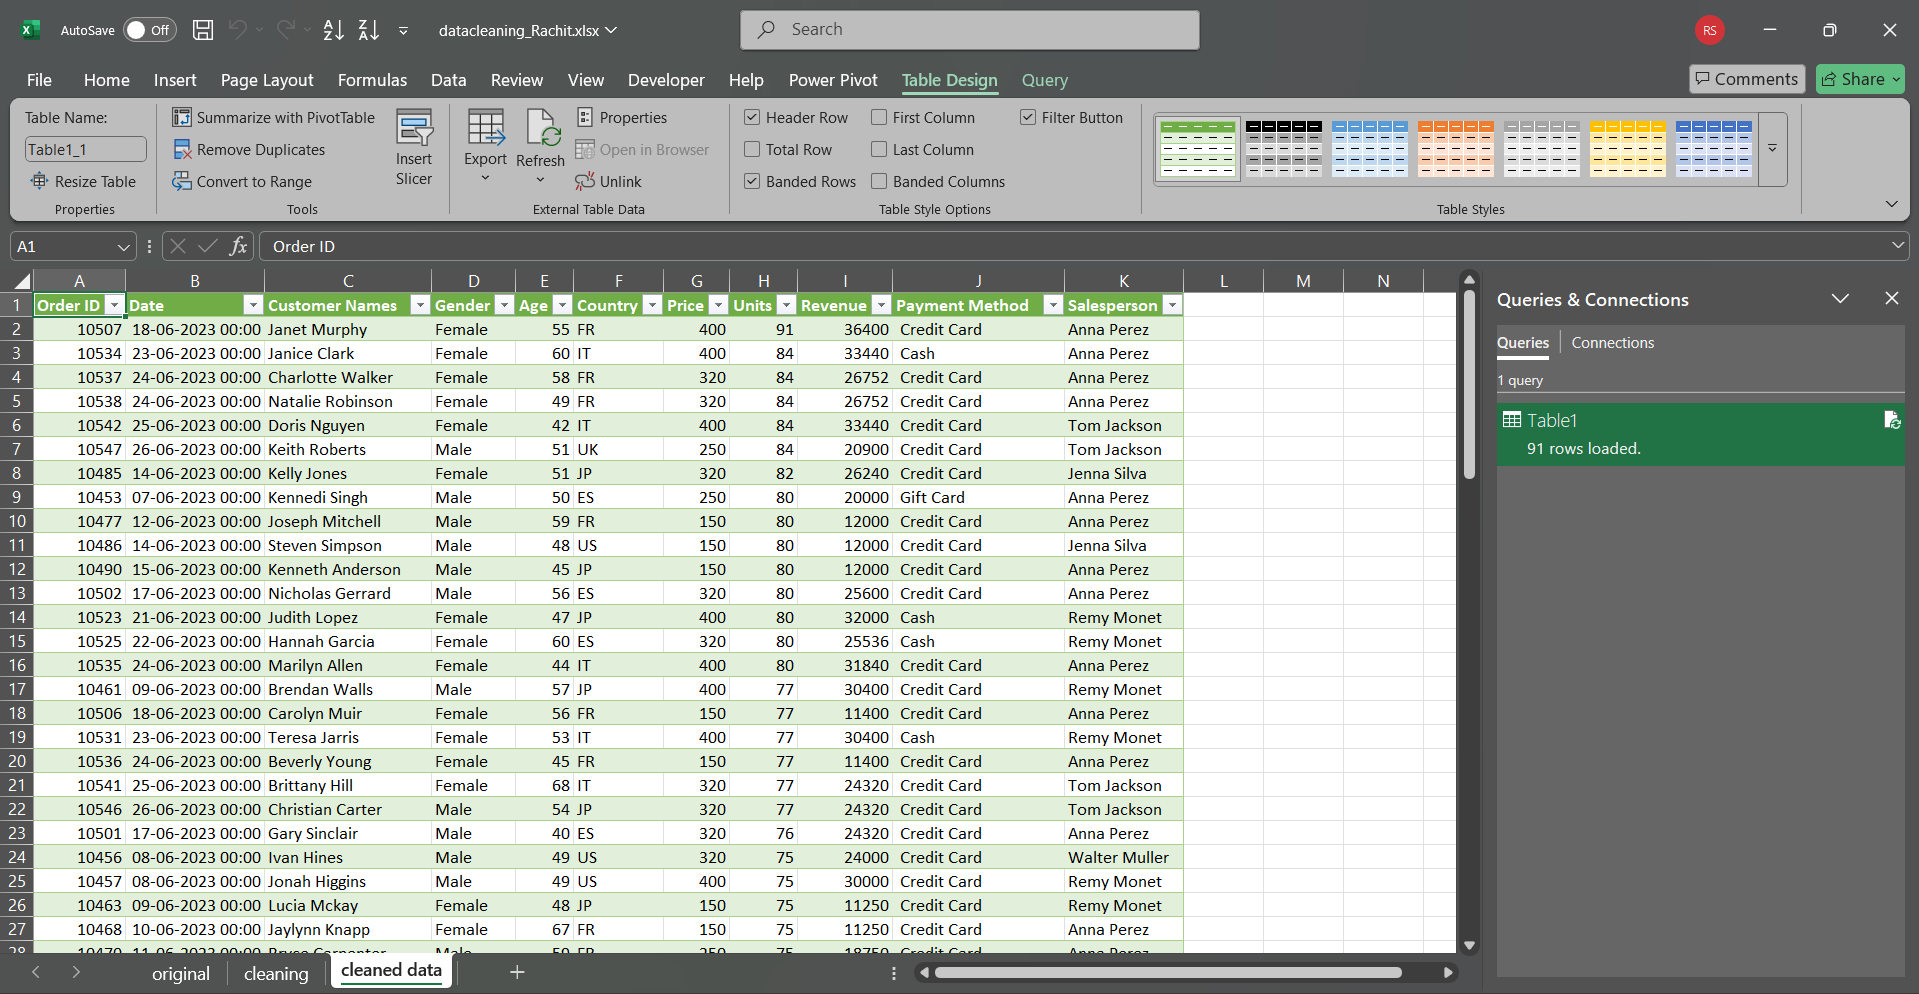 AutoSave Off datacleaning_Rachit.xlsx Search RS
File Home Insert Page Layout Formulas Data Review View Developer Help Power Pivot Table Design Query Comments Share
Table Name:
Table1_1
Resize Table
Properties
Summarize with PivotTable
Remove Duplicates
Convert to Range
Tools
Insert
Slicer
Export
Refresh
Properties
Open in Browser
Unlink
External Table Data
Header Row First Column Filter Button
Total Row Last Column
Banded Rows Banded Columns
Table Style Options
Table Styles
A1 fx Order ID
A B C D E F G H I J K L M N
1 Order ID Date Customer Names Gender Age Country Price Units Revenue Payment Method Salesperson
2 10507 18-06-2023 00:00 Janet Murphy Female 55 FR 400 91 36400 Credit Card Anna Perez
3 10534 23-06-2023 00:00 Janice Clark Female 60 IT 400 84 33440 Cash Anna Perez
4 10537 24-06-2023 00:00 Charlotte Walker Female 58 FR 320 84 26752 Credit Card Anna Perez
5 10538 24-06-2023 00:00 Natalie Robinson Female 49 FR 320 84 26752 Credit Card Anna Perez
6 10542 25-06-2023 00:00 Doris Nguyen Female 42 IT 400 84 33440 Credit Card Tom Jackson
7 10547 26-06-2023 00:00 Keith Roberts Male 51 UK 250 84 20900 Credit Card Tom Jackson
8 10485 14-06-2023 00:00 Kelly Jones Female 51 JP 320 82 26240 Credit Card Jenna Silva
9 10453 07-06-2023 00:00 Kennedi Singh Male 50 ES 250 80 20000 Gift Card Anna Perez
10 10477 12-06-2023 00:00 Joseph Mitchell Male 59 FR 150 80 12000 Credit Card Anna Perez
11 10486 14-06-2023 00:00 Steven Simpson Male 48 US 150 80 12000 Credit Card Jenna Silva
12 10490 15-06-2023 00:00 Kenneth Anderson Male 45 JP 150 80 12000 Credit Card Anna Perez
13 10502 17-06-2023 00:00 Nicholas Gerrard Male 56 ES 320 80 25600 Credit Card Anna Perez
14 10523 21-06-2023 00:00 Judith Lopez Female 47 JP 400 80 32000 Cash Remy Monet
15 10525 22-06-2023 00:00 Hannah Garcia Female 60 ES 320 80 25536 Cash Remy Monet
16 10535 24-06-2023 00:00 Marilyn Allen Female 44 IT 400 80 31840 Credit Card Anna Perez
17 10461 09-06-2023 00:00 Brendan Walls Male 57 JP 400 77 30400 Credit Card Remy Monet
18 10506 18-06-2023 00:00 Carolyn Muir Female 56 FR 150 77 11400 Credit Card Anna Perez
19 10531 23-06-2023 00:00 Teresa Jarris Female 53 IT 400 77 30400 Cash Remy Monet
20 10536 24-06-2023 00:00 Beverly Young Female 45 FR 150 77 11400 Credit Card Anna Perez
21 10541 25-06-2023 00:00 Brittany Hill Female 68 IT 320 77 24320 Credit Card Tom Jackson
22 10546 26-06-2023 00:00 Christian Carter Male 54 JP 320 77 24320 Credit Card Tom Jackson
23 10501 17-06-2023 00:00 Gary Sinclair Male 40 ES 320 76 24320 Credit Card Anna Perez
24 10456 08-06-2023 00:00 Ivan Hines Male 49 US 320 75 24000 Credit Card Walter Muller
25 10457 08-06-2023 00:00 Jonah Higgins Male 49 US 400 75 30000 Credit Card Remy Monet
26 10463 09-06-2023 00:00 Lucia Mckay Female 48 JP 150 75 11250 Credit Card Remy Monet
27 10468 10-06-2023 00:00 Jaylynn Knapp Female 67 FR 150 75 11250 Credit Card Anna Perez
28 10470 11-06-2023 00:00 Bryce Carpenter Male 59 FR 250 75 18750 Credit Card Anna Perez
original cleaning cleaned data
Queries & Connections
Queries Connections
1 query
Table1
91 rows loaded.